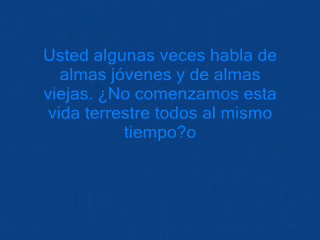 Usted algunas veces habla de
almas jóvenes y de almas
viejas. ¿No comenzamos esta
vida terrestre todos al mismo
tiempo?o